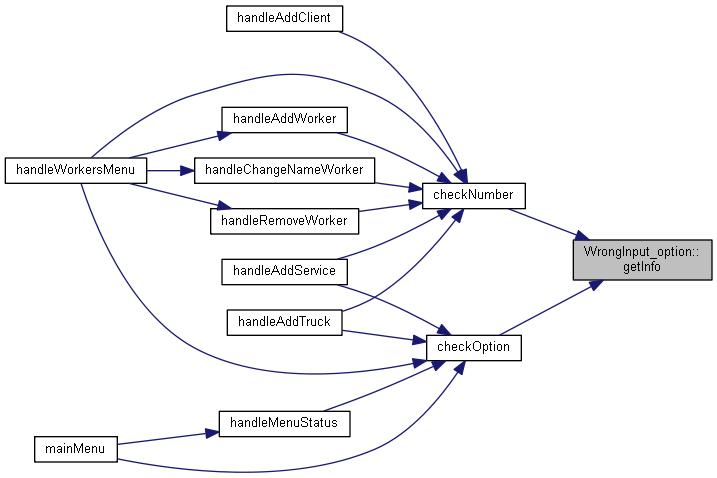 handleAddClient
handleAddWorker
handleWorkersMenu
handleChangeNameWorker
checkNumber
handleRemoveWorker
WrongInput_option::
getInfo
handleAddService
handleAddTruck
checkOption
handleMenuStatus
mainMenu